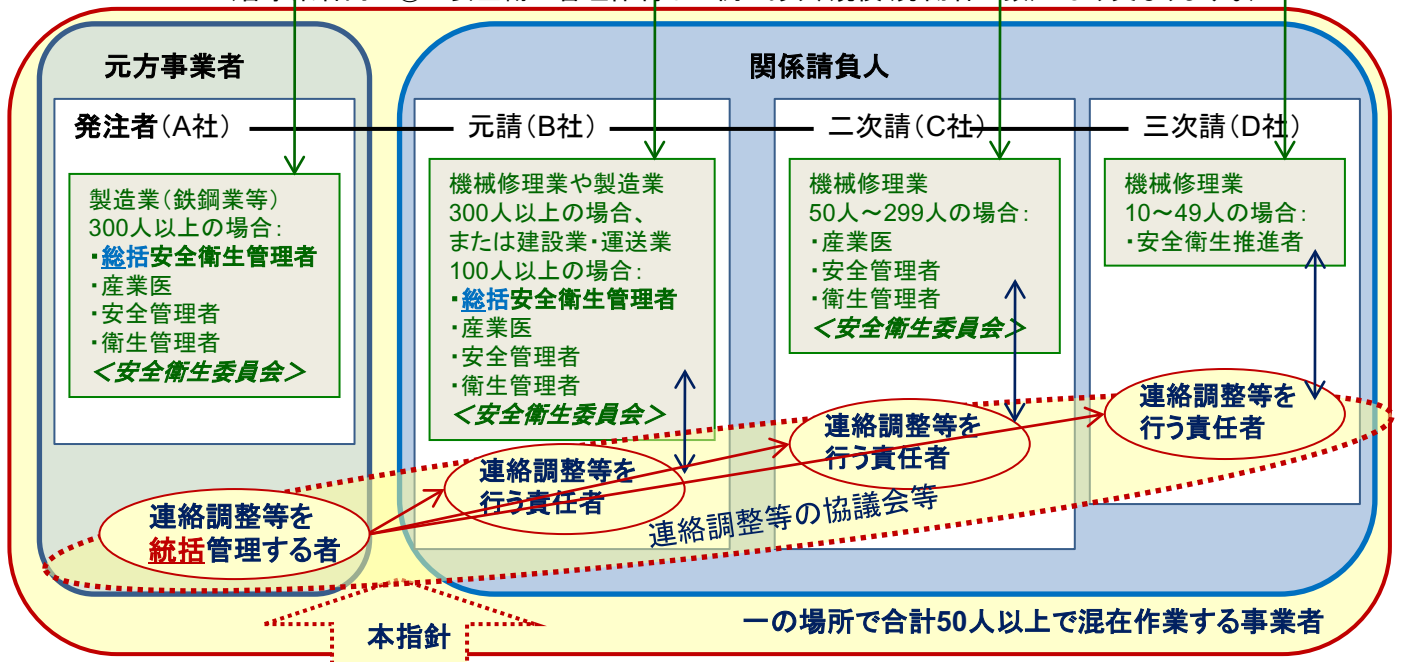 元方事業者
関係請負人
発注者(A社)
元請(B社)
二次請(C社)
三次請(D社)
製造業(鉄鋼業等)
300人以上の場合:
・総括安全衛生管理者
・産業医
・安全管理者
・衛生管理者
＜安全衛生委員会＞
機械修理業や製造業
300人以上の場合、
または建設業・運送業
100人以上の場合:
・総括安全衛生管理者
・産業医
・安全管理者
・衛生管理者
＜安全衛生委員会＞
機械修理業
50人～299人の場合:
・産業医
・安全管理者
・衛生管理者
＜安全衛生委員会＞
機械修理業
10～49人の場合:
・安全衛生推進者
連絡調整等を
統括管理する者
連絡調整等を
行う責任者
連絡調整等を
行う責任者
連絡調整等を
行う責任者
連絡調整等の協議会等
一の場所で合計50人以上で混在作業する事業者
本指針